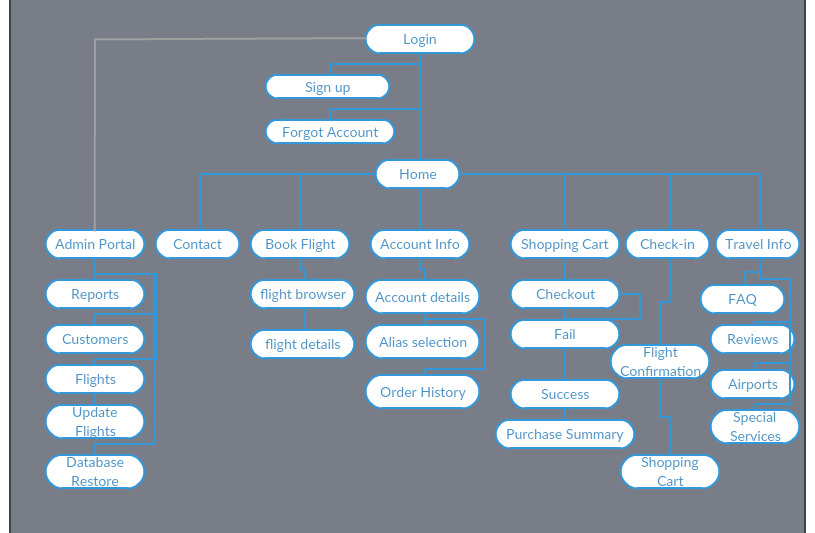 Login
Sign up
Forgot Account
Home
Admin Portal
Contact
Book Flight
Account Info
Shopping Cart
Check-in
Travel Info
Reports
flight browser
Account details
Checkout
FAQ
Customers
flight details
Alias selection
Fail
Reviews
Flight
Confirmation
Flights
Order History
Success
Airports
Update
Flights
Purchase Summary
Special
Services
Database
Restore
Shopping
Cart